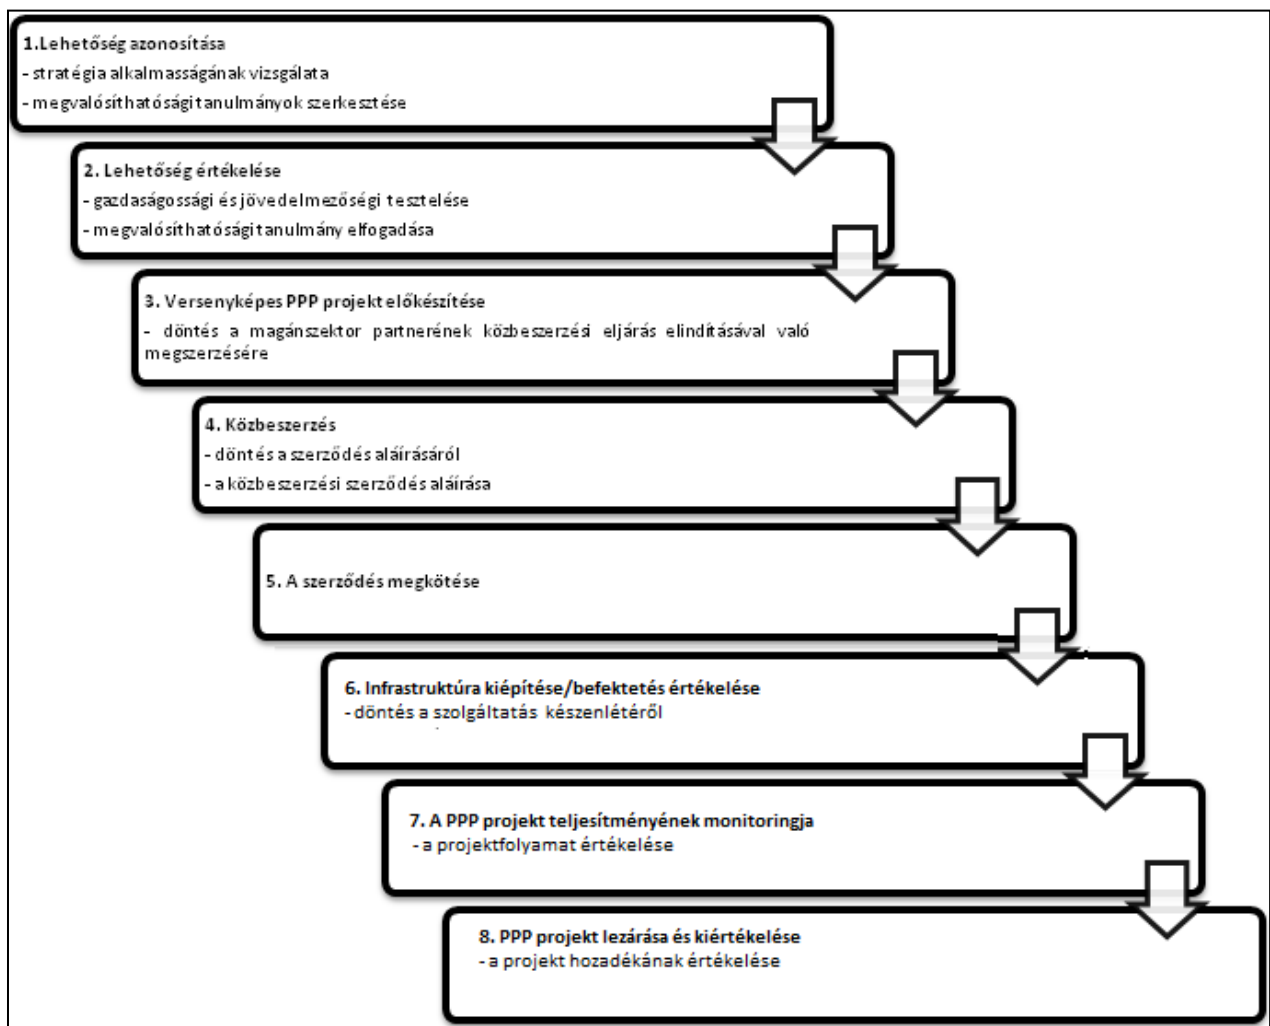 1.Lehetőség azonosítása
- stratégia alkalmasságának vizsgálata
- megvalósíthatósági tanulmányok szerkesztése
2. Lehetőség értékelése
- gazdaságossági és jövedelmezőségi tesztelése
- megvalósíthatósági tanulmány elfogadása
3. Versenyképes PPP projekt előkészítése
- döntés a magánszektor partnerének közbeszerzési eljárás elindításával való
megszerzésére
4. Közbeszerzés
- döntés a szerződés aláírásáról
- a közbeszerzési szerződés aláírása
5. A szerződés megkötése
6. Infrastruktúra kiépítése/befektetés értékelése
- döntés a szolgáltatás készenlétéről
7. A PPP projekt teljesítményének monitoringja
- a projektfolyamat értékelése
8. PPP projekt lezárása és kiértékelése
- a projekt hozadékának értékelése